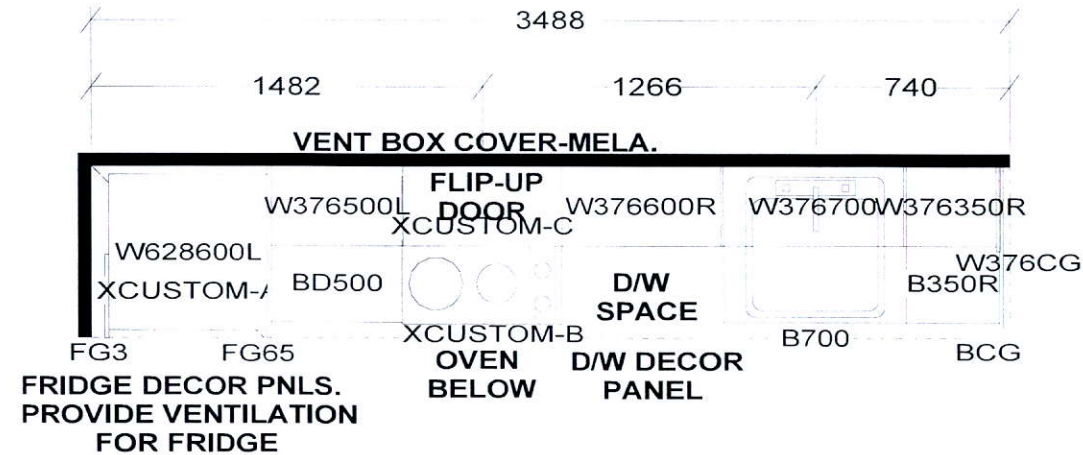 3488
1482
1266
740
VENT BOX COVER-MELA.
FLIP-UP
DOOR
W376500L
XCUSTOM-C
W376600R
W376700
W376350R
W628600L
XCUSTOM-A
BD500
D/W
SPACE
W376CG
B350R
XCUSTOM-B
B700
FG3
FG65
OVEN
BELOW
D/W DECOR
PANEL
BCG
FRIDGE DECOR PNLS.
PROVIDE VENTILATION
FOR FRIDGE